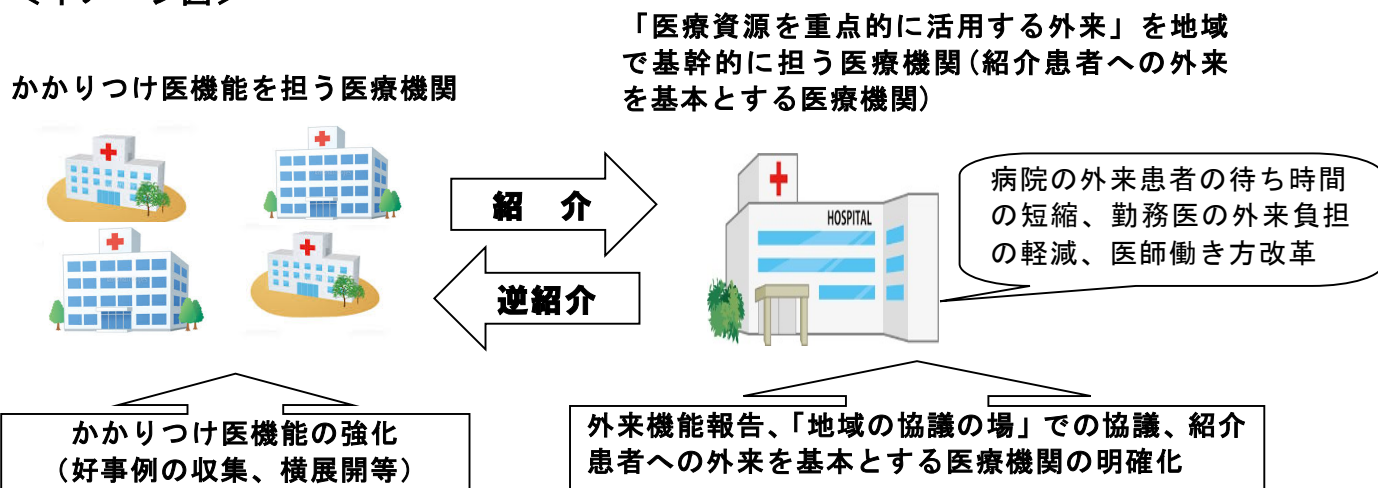 かかりつけ医機能を担う医療機関
「医療資源を重点的に活用する外来」を地域
で基幹的に担う医療機関(紹介患者への外来
を基本とする医療機関)
紹 介
逆紹介
HOSPITAL
病院の外来患者の待ち時間
の短縮、勤務医の外来負担
の軽減、医師働き方改革
かかりつけ医機能の強化
(好事例の収集、横展開等)
外来機能報告、「地域の協議の場」での協議、紹介
患者への外来を基本とする医療機関の明確化